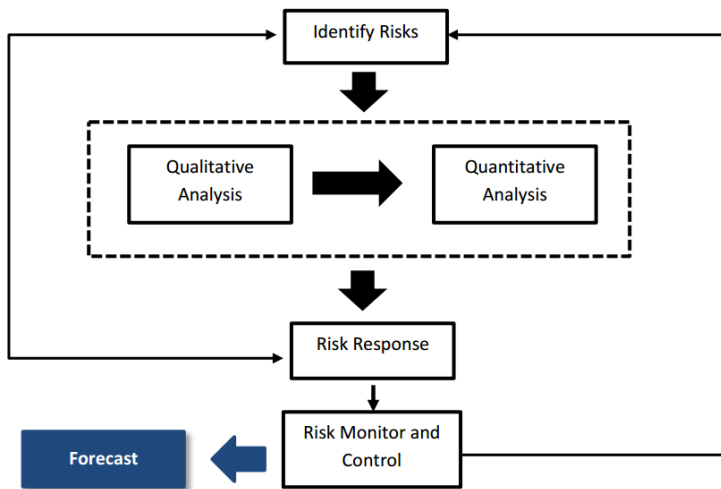 Identify Risks
Qualitative
Analysis
Quantitative
Analysis
Risk Response
Risk Monitor and
Control
Forecast